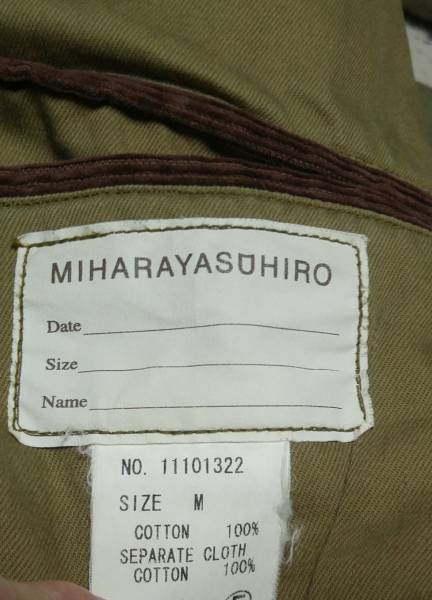 MIHARAYASUHIRO
Date
Size
Name
NO. 11101322
SIZE M
COTTON 100%
SEPARATE CLOTH
COTTON 100%